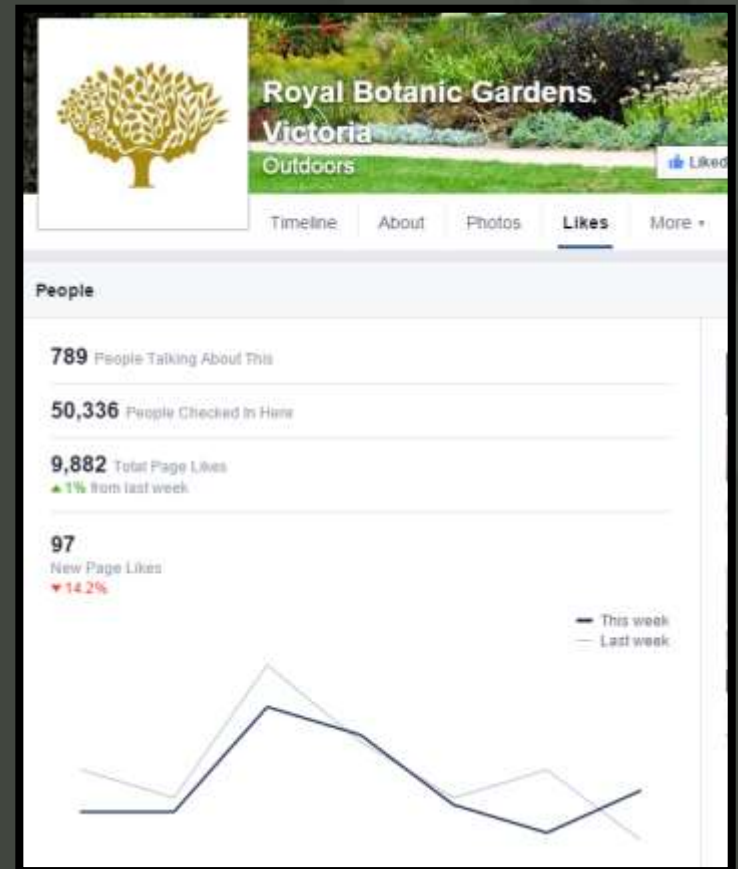 Royal Botanic Gardens
Victoria
Outdoors
Liked
Timeline About Photos Likes More
People
789 People Talking About This
50,336 People Checked In Here
9,882 Total Page Likes
▲1% from last week
97
New Page Likes
▼14.2%
This week
Last week